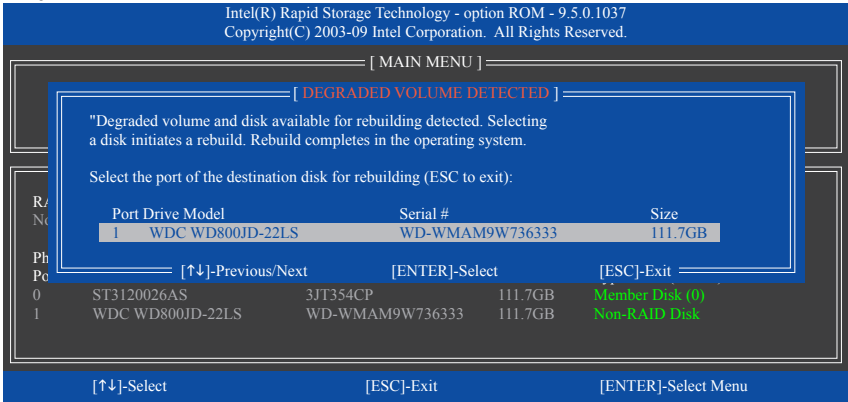 Intel(R) Rapid Storage Technology - option ROM - 9.5.0.1037
Copyright(C) 2003-09 Intel Corporation.  All Rights Reserved.
[ MAIN MENU ]
[ DEGRADED VOLUME DETECTED ]
"Degraded volume and disk available for rebuilding detected. Selecting
a disk initiates a rebuild. Rebuild completes in the operating system.
Select the port of the destination disk for rebuilding (ESC to exit):
Port Drive Model Serial # Size
1 WDC WD800JD-22LS WD-WMAM9W736333 111.7GB
[↑↓]-Previous/Next [ENTER]-Select [ESC]-Exit
0 ST3120026AS 3JT354CP 111.7GB Member Disk (0)
1 WDC WD800JD-22LS WD-WMAM9W736333 111.7GB Non-RAID Disk
[↑↓]-Select [ESC]-Exit [ENTER]-Select Menu